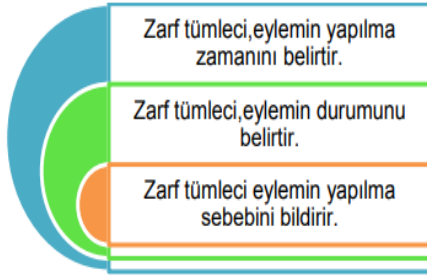 Zarf tümleci,eylemin yapılma
zamanını belirtir.
Zarf tümleci,eylemin durumunu
belirtir.
Zarf tümleci eylemin yapılma
sebebini bildirir.